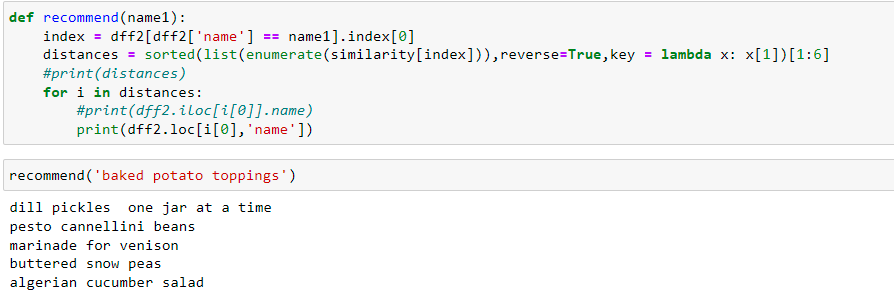 def recommend(name1):
    index = dff2[dff2['name'] == name1].index[0]
    distances = sorted(list(enumerate(similarity[index])),reverse=True,key = lambda x: x[1])[1:6]
    #print(distances)
    for i in distances:
        #print(dff2.iloc[i[0]].name)
        print(dff2.loc[i[0],'name'])
recommend('baked potato toppings')
dill pickles  one jar at a time
pesto cannellini beans
marinade for venison
buttered snow peas
algerian cucumber salad